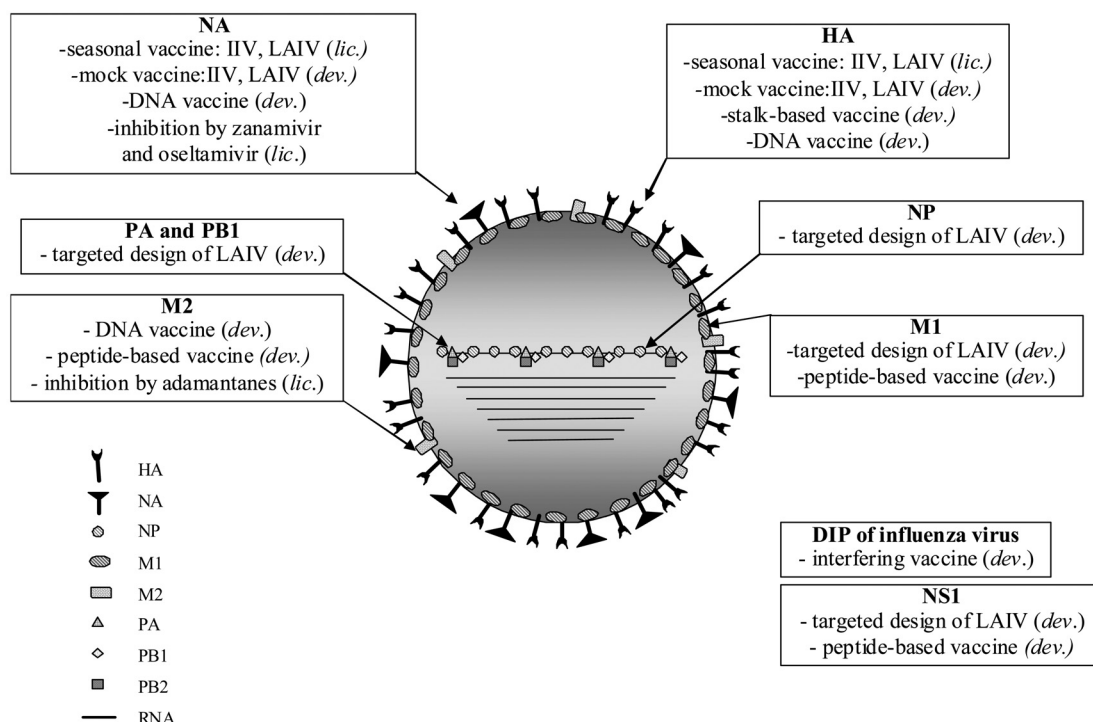 NA
-seasonal vaccine: IIV, LAIV (lic.)
-mock vaccine:IIV, LAIV (dev.)
-DNA vaccine (dev.)
-inhibition by zanamivir
and oseltamivir (lic.)
HA
-seasonal vaccine: IIV, LAIV (lic.)
-mock vaccine:IIV, LAIV (dev.)
-stalk-based vaccine (dev.)
-DNA vaccine (dev.)
PA and PB1
- targeted design of LAIV (dev.)
NP
- targeted design of LAIV (dev.)
M2
- DNA vaccine (dev.)
- peptide-based vaccine (dev.)
- inhibition by adamantanes (lic.)
M1
-targeted design of LAIV (dev.)
-peptide-based vaccine (dev.)
HA
NA
NP
M1
M2
PA
PB1
PB2
RNA
DIP of influenza virus
- interfering vaccine (dev.)
NS1
- targeted design of LAIV (dev.)
- peptide-based vaccine (dev.)